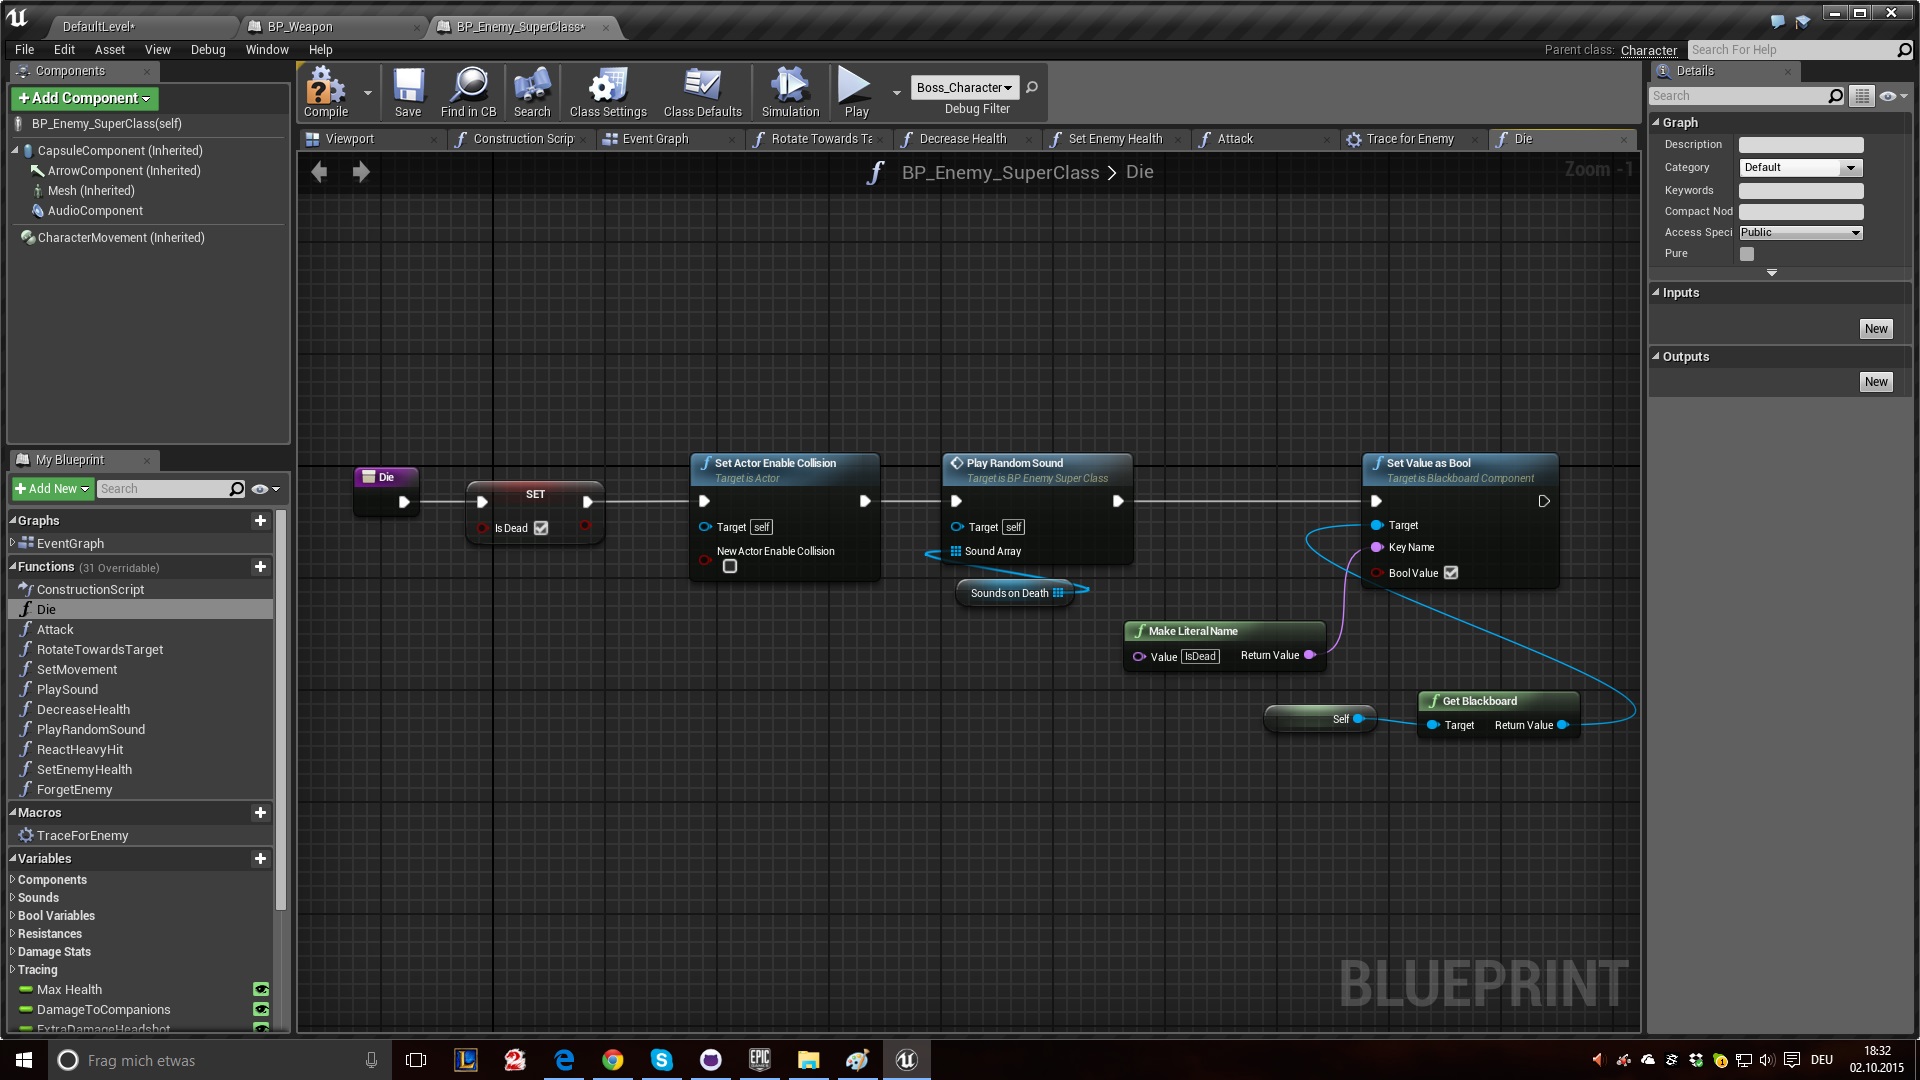 DefaultLevel*
BP_Weapon
BP_Enemy_SuperClass*
File Edit Asset View Debug Window Help
Parent class: Character
Search For Help
Components
+Add Component
BP_Enemy_SuperClass(self)
CapsuleComponent (Inherited)
ArrowComponent (Inherited)
Mesh (Inherited)
AudioComponent
CharacterMovement (Inherited)
Compile
Save
Find in CB
Search
Class Settings
Class Defaults
Simulation
Play
Boss_Character
Debug Filter
Viewport
Construction Scrip
Event Graph
Rotate Towards Ta
Decrease Health
Set Enemy Health
Attack
Trace for Enemy
Die
BP_Enemy_SuperClass > Die
Zoom -1
Die
SET
Is Dead
Set Actor Enable Collision
Target is Actor
Target self
New Actor Enable Collision
Play Random Sound
Target is BP Enemy Super Class
Target self
Sound Array
Sounds on Death
Make Literal Name
Value IsDead Return Value
Set Value as Bool
Target is Blackboard Component
Target
Key Name
Bool Value
Self
Get Blackboard
Target Return Value
BLUEPRINT
My Blueprint
+Add New
Search
Graphs
EventGraph
Functions (31 Overridable)
ConstructionScript
Die
Attack
RotateTowardsTarget
SetMovement
PlaySound
DecreaseHealth
PlayRandomSound
ReactHeavyHit
SetEnemyHealth
ForgetEnemy
Macros
TraceForEnemy
Variables
Components
Sounds
Bool Variables
Resistances
Damage Stats
Tracing
Max Health
DamageToCompanions
ExtraDamageHeadshot
Details
Search
Graph
Description
Category Default
Keywords
Compact Nod
Access Speci Public
Pure
Inputs
New
Outputs
New
Frag mich etwas
EPIC GAMES
DEU
18:32
02.10.2015